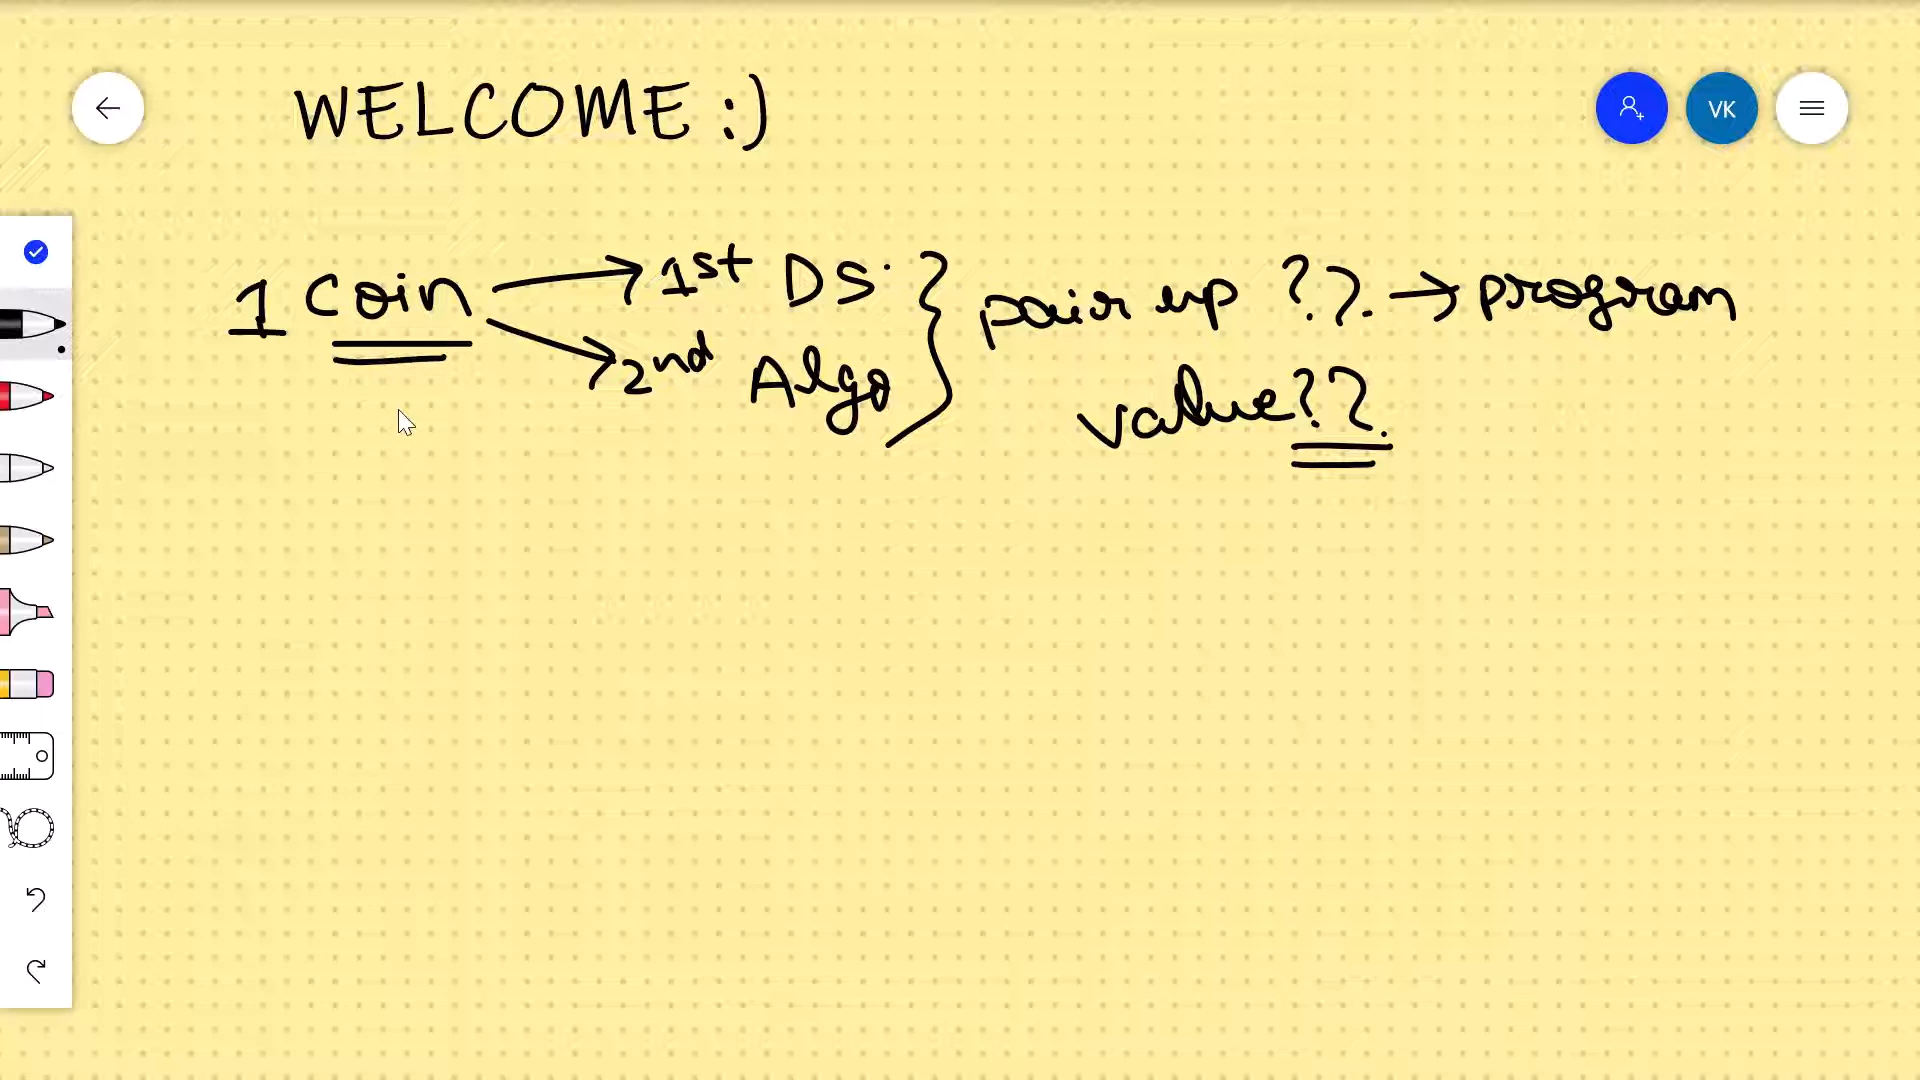 WELCOME :)
VK
1 coin → 1st DS. } pair up ??. → program
→ 2nd Algo value??.